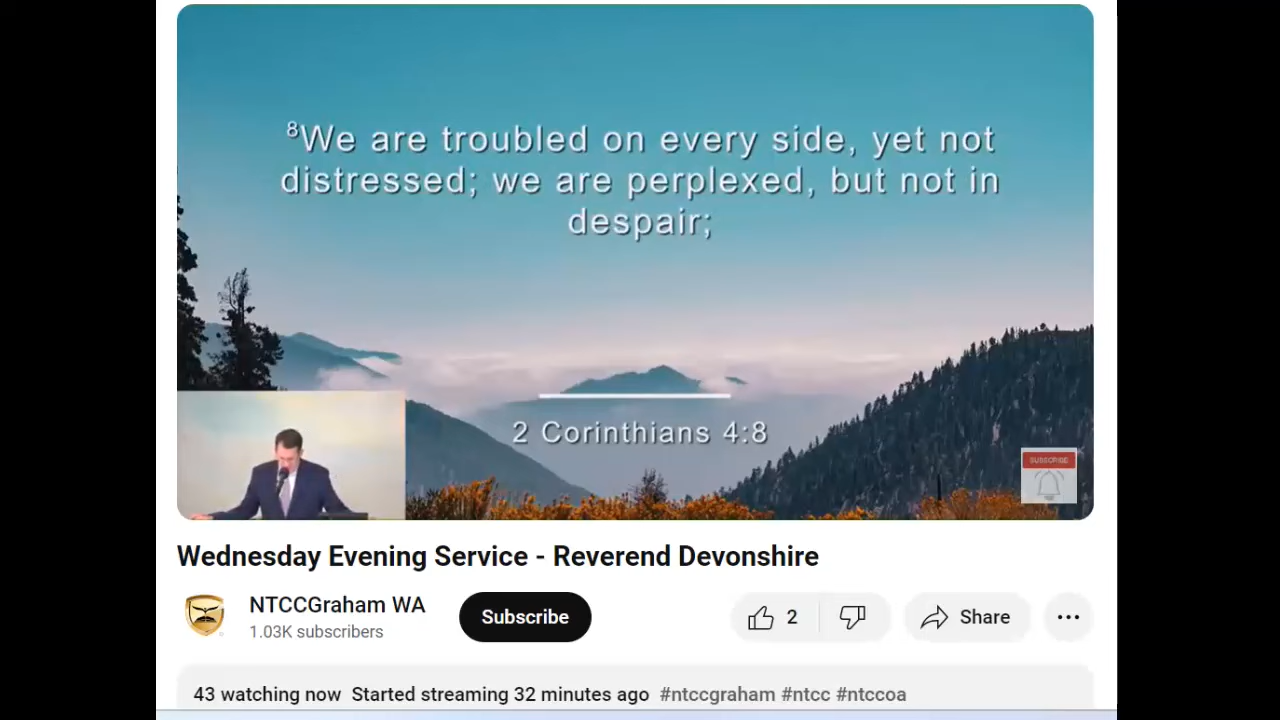 ⁸We are troubled on every side, yet not
distressed; we are perplexed, but not in
despair;
2 Corinthians 4:8
SUBSCRIBE
Wednesday Evening Service - Reverend Devonshire
NTCCGraham WA
1.03K subscribers
Subscribe
2
Share
43 watching now Started streaming 32 minutes ago #ntccgraham #ntcc #ntccoa